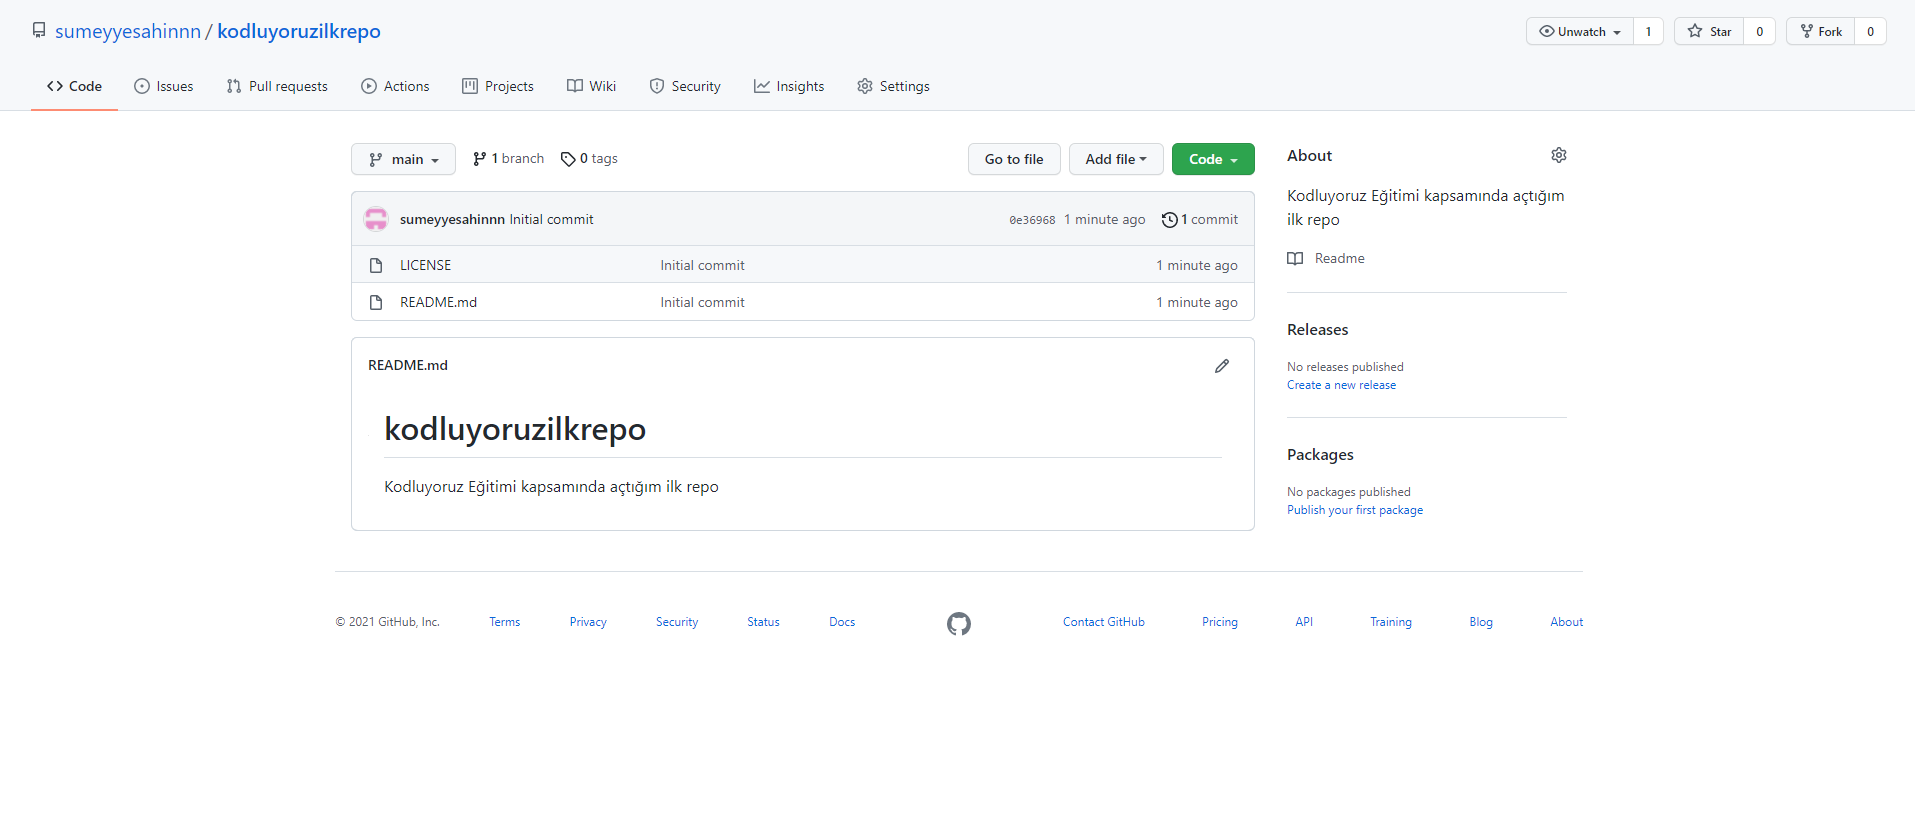 sumeyyesahinnn / kodluyoruzilkrepo
Unwatch 1 Star 0 Fork 0
Code Issues Pull requests Actions Projects Wiki Security Insights Settings
main 1 branch 0 tags Go to file Add file Code
sumeyyesahinnn Initial commit 0e36968 1 minute ago 1 commit
LICENSE Initial commit 1 minute ago
README.md Initial commit 1 minute ago
README.md
kodluyoruzilkrepo
Kodluyoruz Eğitimi kapsamında açtığım ilk repo
About
Kodluyoruz Eğitimi kapsamında açtığım
ilk repo
Readme
Releases
No releases published
Create a new release
Packages
No packages published
Publish your first package
© 2021 GitHub, Inc. Terms Privacy Security Status Docs Contact GitHub Pricing API Training Blog About